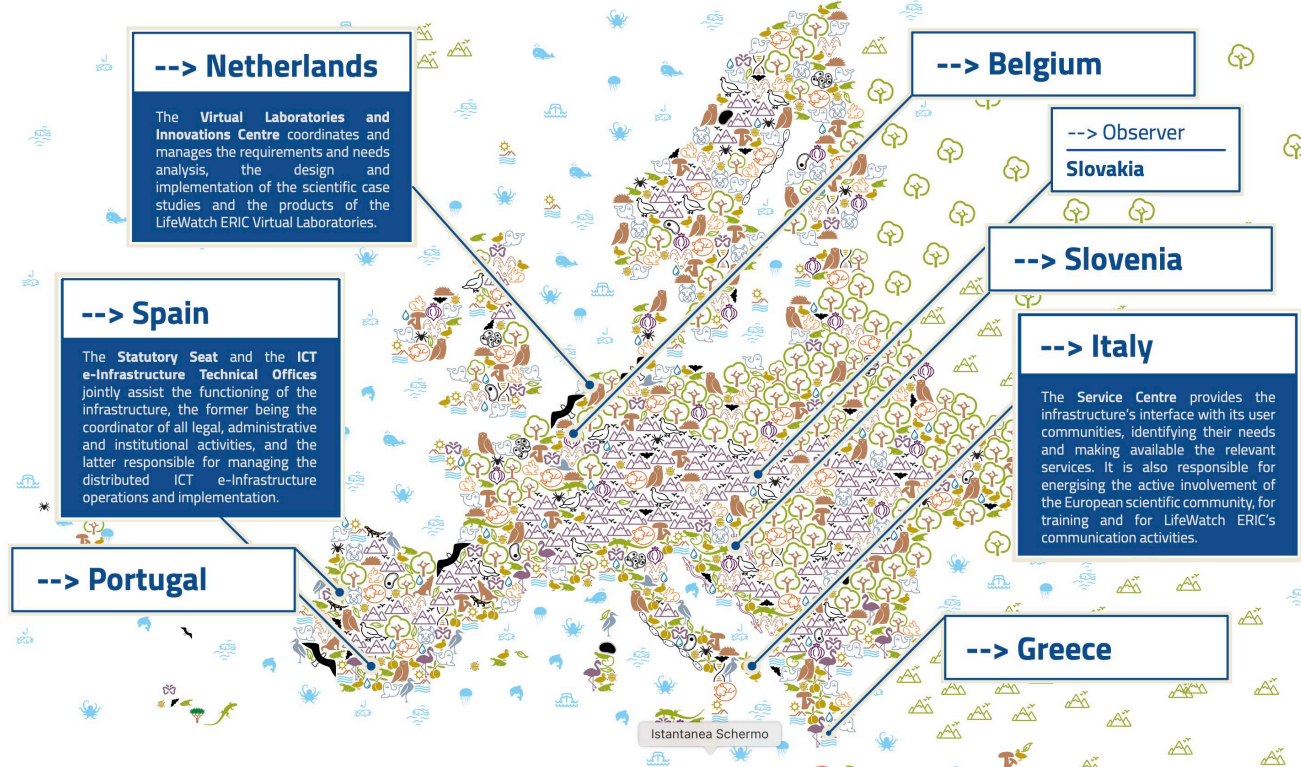 --> Netherlands
The Virtual Laboratories and
Innovations Centre coordinates and
manages the requirements and needs
analysis, the design and
implementation of the scientific case
studies and the products of the
LifeWatch ERIC Virtual Laboratories.
--> Belgium
--> Observer
Slovakia
--> Slovenia
--> Spain
The Statutory Seat and the ICT
e-Infrastructure Technical Offices
jointly assist the functioning of the
infrastructure, the former being the
coordinator of all legal, administrative
and institutional activities, and the
latter responsible for managing the
distributed ICT e-Infrastructure
operations and implementation.
--> Italy
The Service Centre provides the
infrastructure's interface with its user
communities, identifying their needs
and making available the relevant
services. It is also responsible for
energising the active involvement of
the European scientific community, for
training and for LifeWatch ERIC's
communication activities.
--> Portugal
--> Greece
Istantanea Schermo